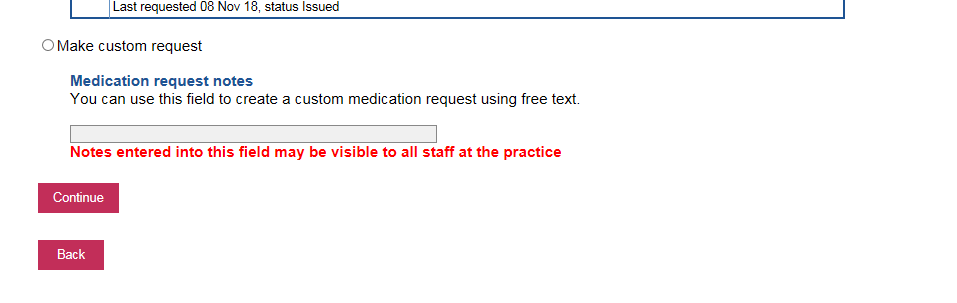 Last requested 08 Nov 18, status Issued
Make custom request
Medication request notes
You can use this field to create a custom medication request using free text.
Notes entered into this field may be visible to all staff at the practice
Continue
Back